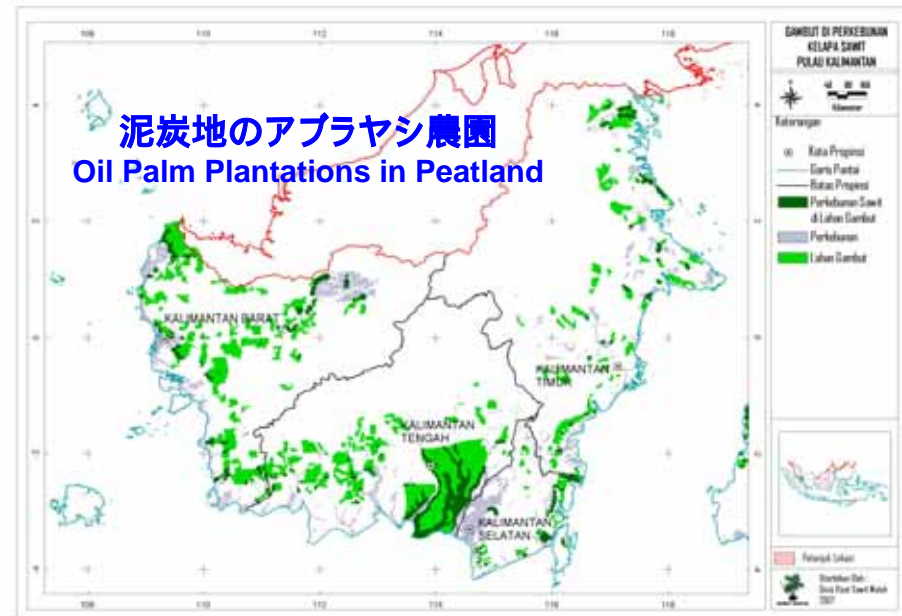 GAMBUT DI PERKEBUNAN
KELAPA SAWIT
PULAU KALIMANTAN
泥炭地のアブラヤシ農園
Oil Palm Plantations in Peatland
Keterangan
Kota Propinsi
Garis Pantai
Batas Propinsi
Perkebunan Sawit
di Lahan Gambut
Perkebunan
Lahan Gambut
KALIMANTAN BARAT
KALIMANTAN
TIMUR
KALIMANTAN
TENGAH
KALIMANTAN
SELATAN
Petunjuk Lokasi
108
110
112
114
116
118